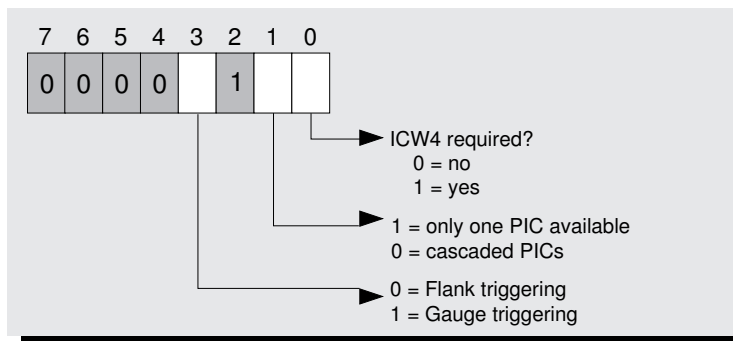 7 6 5 4 3 2 1 0
0 0 0 0 1
ICW4 required?
0 = no
1 = yes
1 = only one PIC available
0 = cascaded PICs
0 = Flank triggering
1 = Gauge triggering